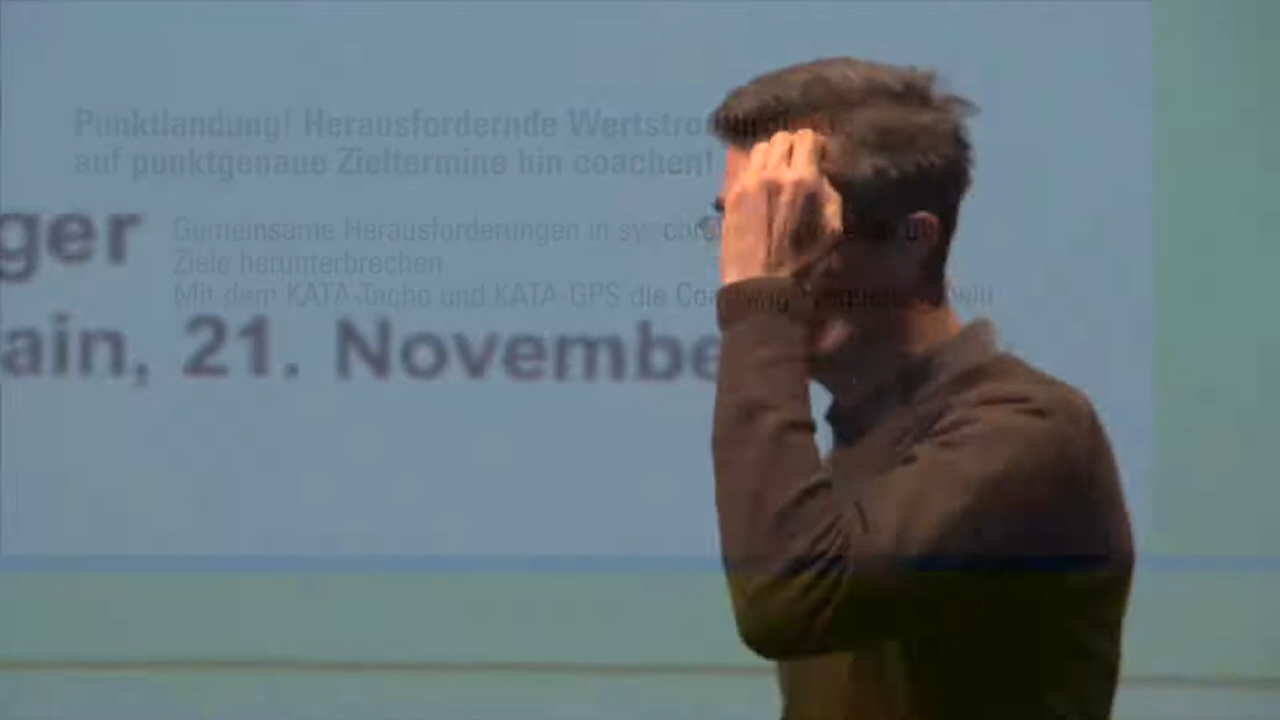 Punktlandung! Herausfordernde
auf punktgenaue Zieltermine hin coachen!
ger
Gemeinsame Herausforderungen in
Ziele herunterbrechen
Mit dem KATA-Tacho und KATA-GPS die
ain, 21. Novembe